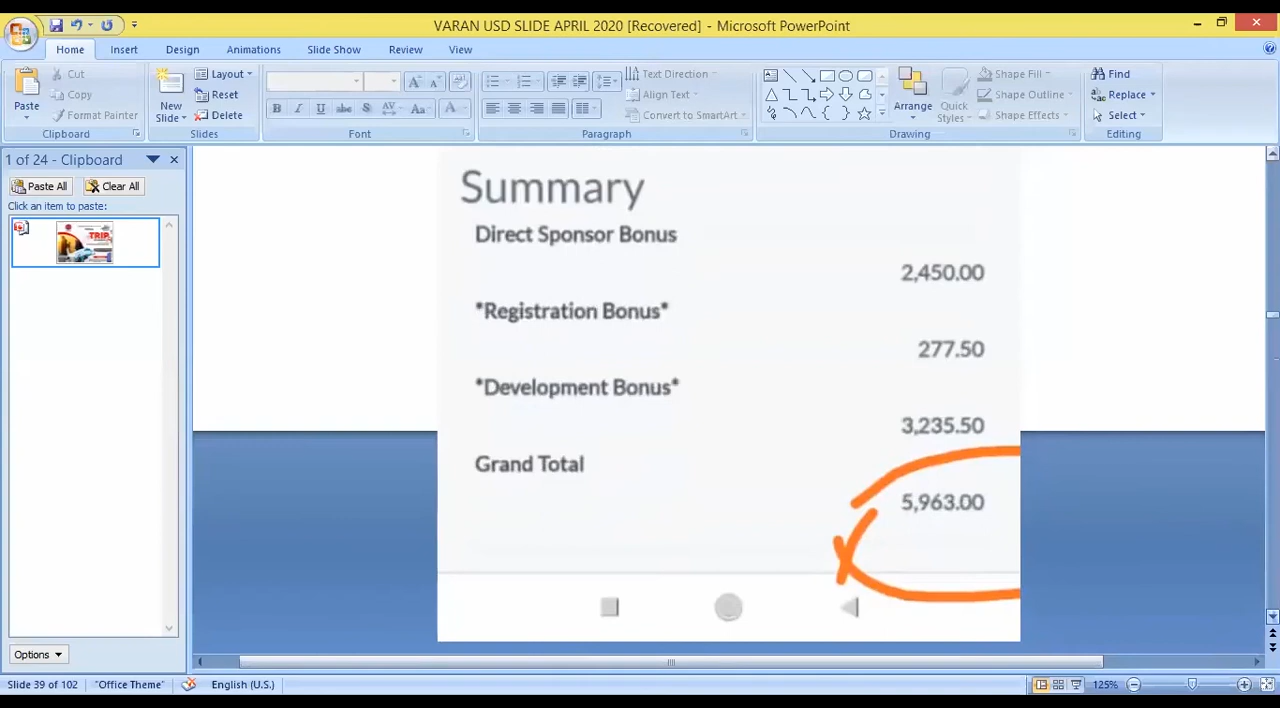 VARAN USD SLIDE APRIL 2020 [Recovered] - Microsoft PowerPoint
Home Insert Design Animations Slide Show Review View
Paste
Cut
Copy
Format Painter
Clipboard
New Slide
Layout
Reset
Delete
Slides
B I U abc S AV Aa A
Font
Text Direction
Align Text
Convert to SmartArt
Paragraph
Arrange
Quick Styles
Shape Fill
Shape Outline
Shape Effects
Drawing
Find
Replace
Select
Editing
1 of 24 - Clipboard
Paste All Clear All
Click an item to paste:
TRIP
Options
Summary
Direct Sponsor Bonus
2,450.00
*Registration Bonus*
277.50
*Development Bonus*
3,235.50
Grand Total
5,963.00
Slide 39 of 102 "Office Theme" English (U.S.) 125%